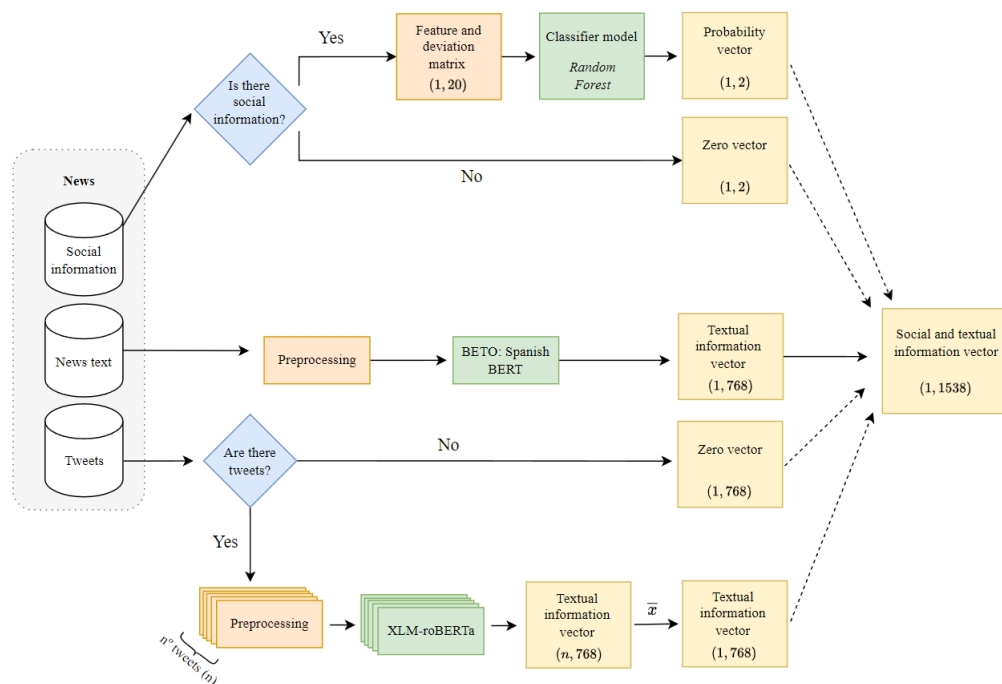 Yes
Feature and
deviation
matrix
(1, 20)
Classifier model
Random
Forest
Probability
vector
(1, 2)
Is there
social
information?
No
Zero vector
(1, 2)
News
Social
information
News text
Preprocessing
BETO: Spanish
BERT
Textual
information
vector
(1, 768)
Social and textual
information vector
(1, 1538)
Tweets
Are there
tweets?
No
Zero vector
(1, 768)
Yes
Preprocessing
nº tweets (n)
XLM-roBERTa
Textual
information
vector
(n, 768)
x̅
Textual
information
vector
(1, 768)